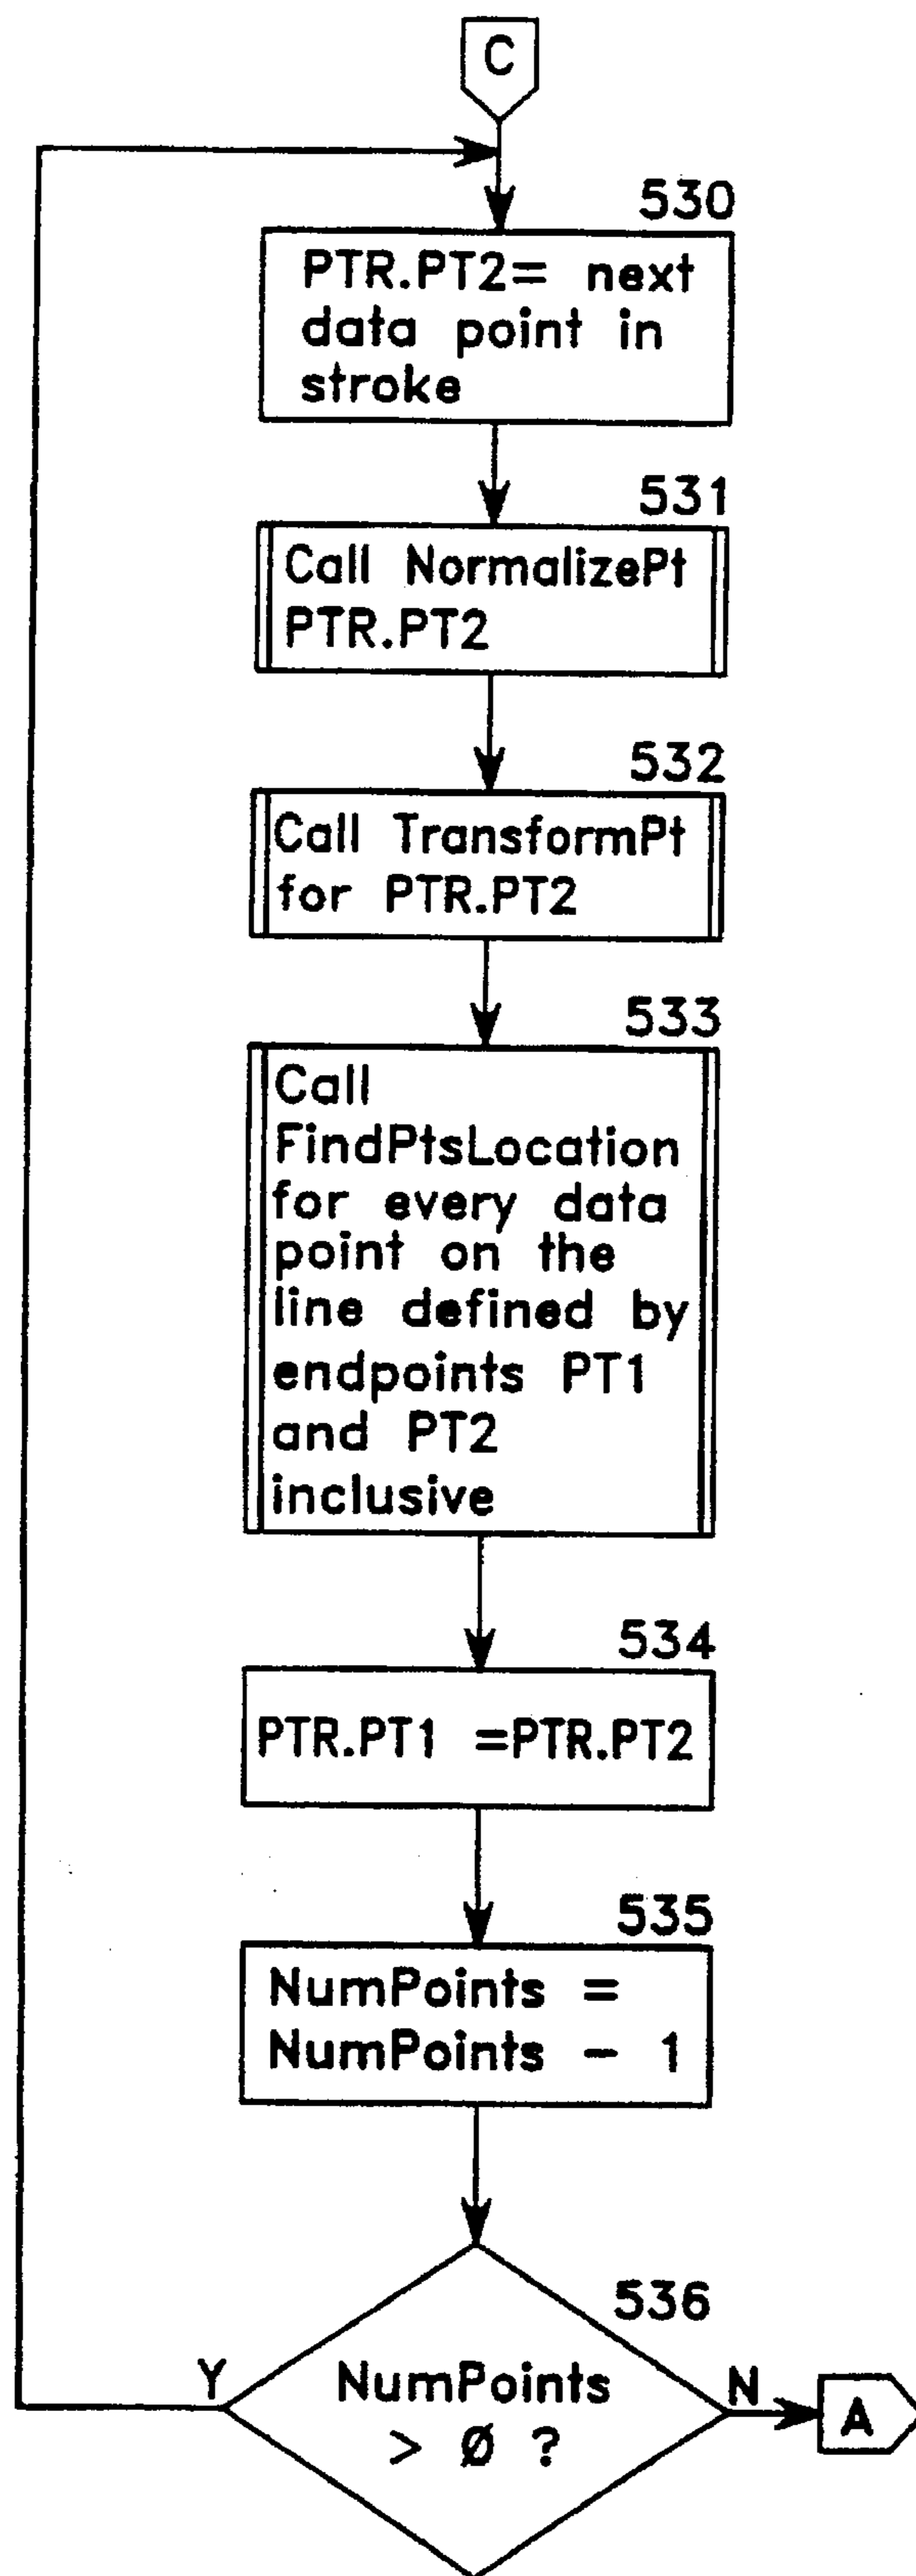 C
530
PTR.PT2= next
data point in
stroke
531
Call NormalizePt
PTR.PT2
532
Call TransformPt
for PTR.PT2
533
Call
FindPtsLocation
for every data
point on the
line defined by
endpoints PT1
and PT2
inclusive
534
PTR.PT1 =PTR.PT2
535
NumPoints =
NumPoints - 1
536
Y
NumPoints
> Ø ?
N
A